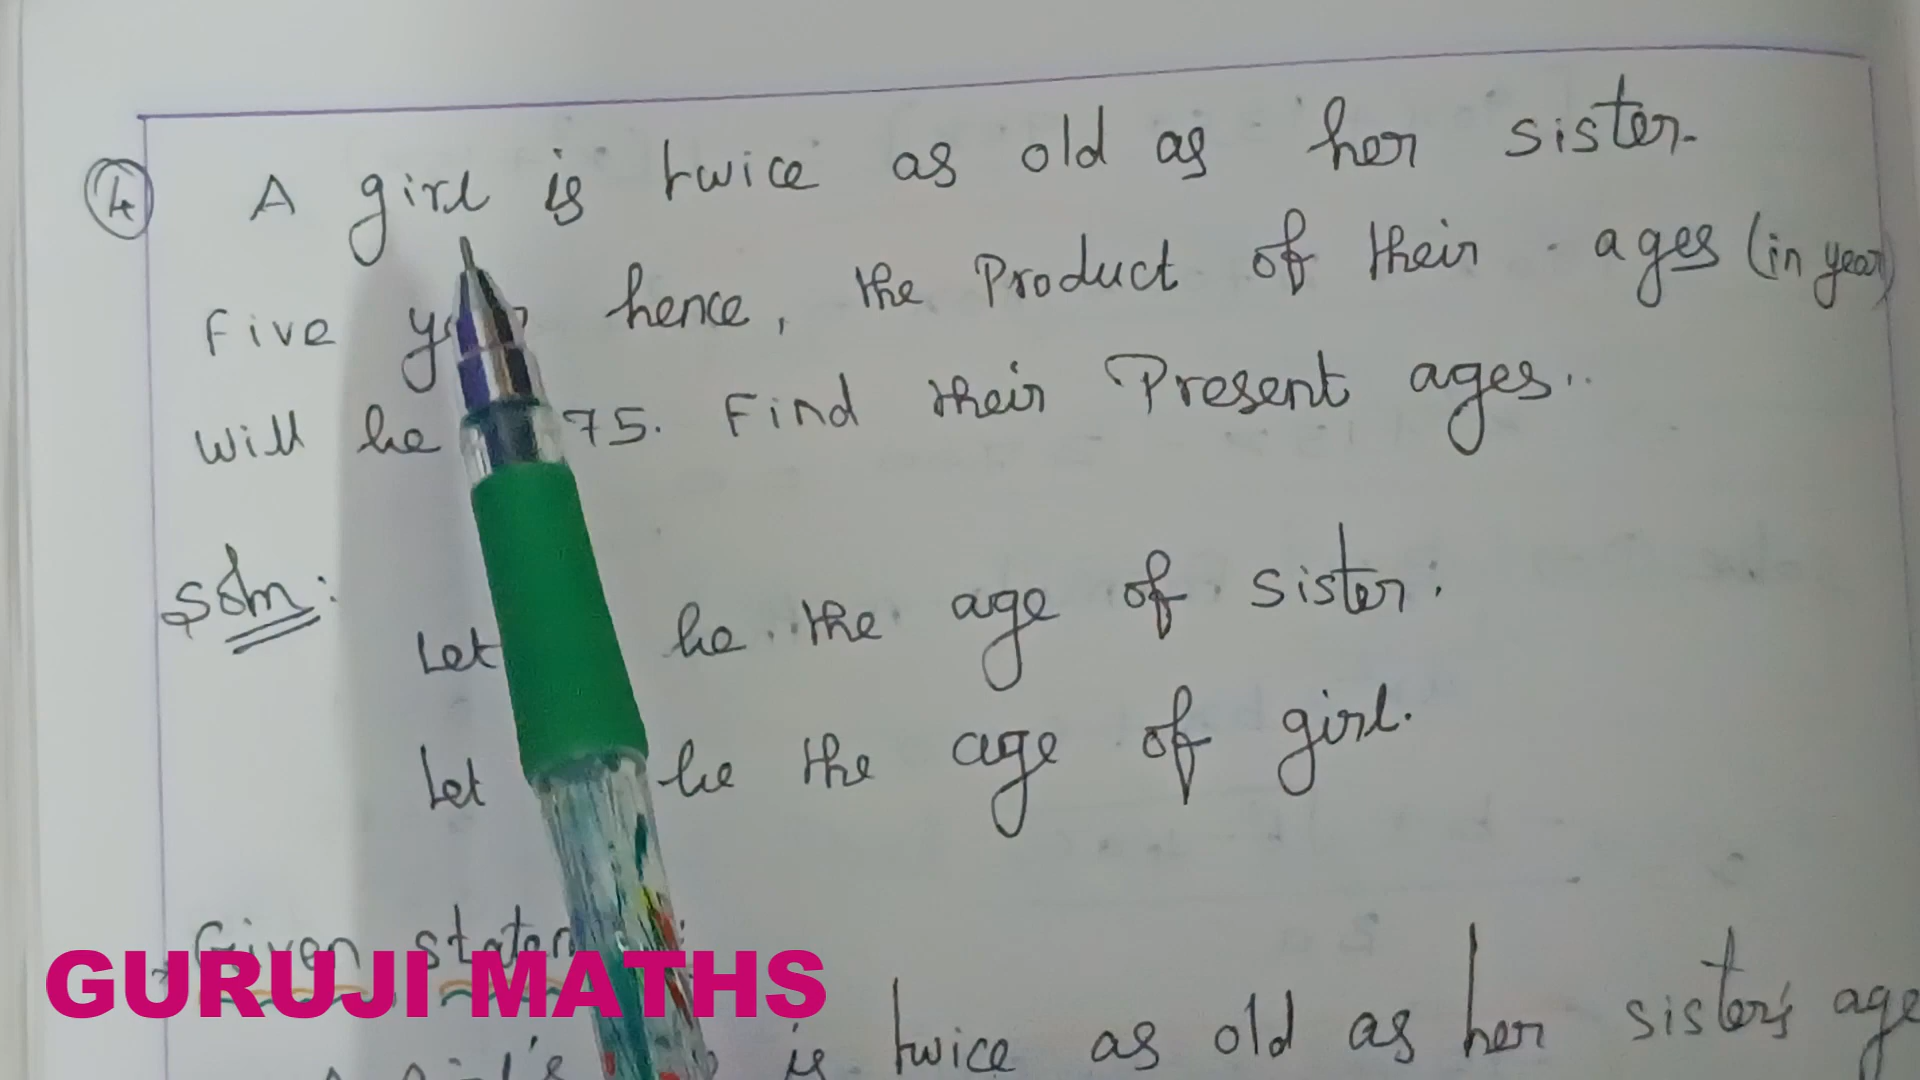 4 A girl is twice as old as her sister.
Five hence, the Product of their ages (in year)
will be 75. Find their Present ages..
Soln:
Let be the age of sister.
Let be the age of girl.
Given
GURUJI MATHS
is twice as old as her sister's age